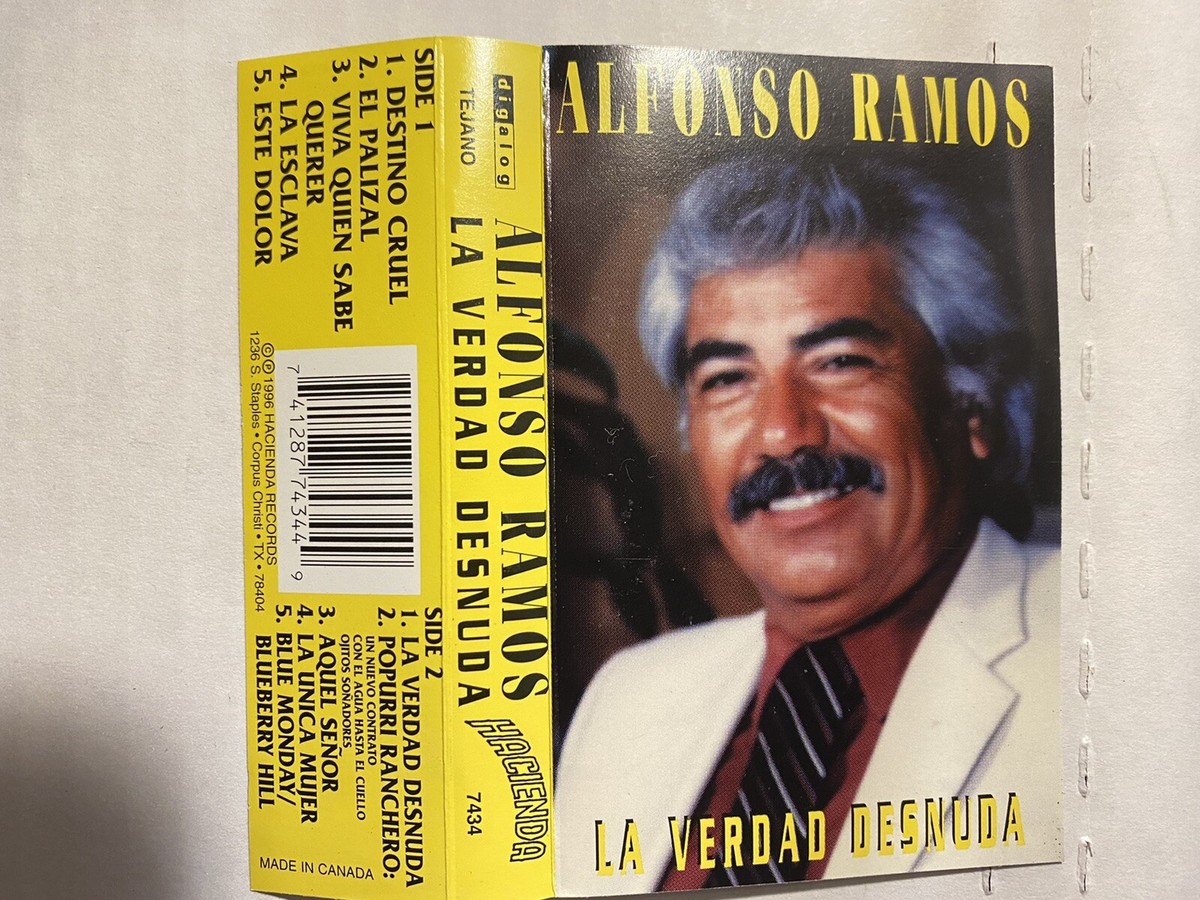 ALFONSO RAMOS
LA VERDAD DESNUDA
digalog
TEJANO
ALFONSO RAMOS
LA VERDAD DESNUDA
HACIENDA
7434
SIDE 1
1. DESTINO CRUEL
2. EL PALIZAL
3. VIVA QUIEN SABE
QUERER
4. LA ESCLAVA
5. ESTE DOLOR
7 41287 74344 9
©℗ 1996 HACIENDA RECORDS
1236 S. Staples • Corpus Christi • TX • 78404
SIDE 2
1. LA VERDAD DESNUDA
2. POPURRI RANCHERO:
UN NUEVO CONTRATO
CON EL AGUA HASTA EL CUELLO
OJITOS SOÑADORES
3. AQUEL SEÑOR
4. LA UNICA MUJER
5. BLUE MONDAY/
BLUEBERRY HILL
MADE IN CANADA